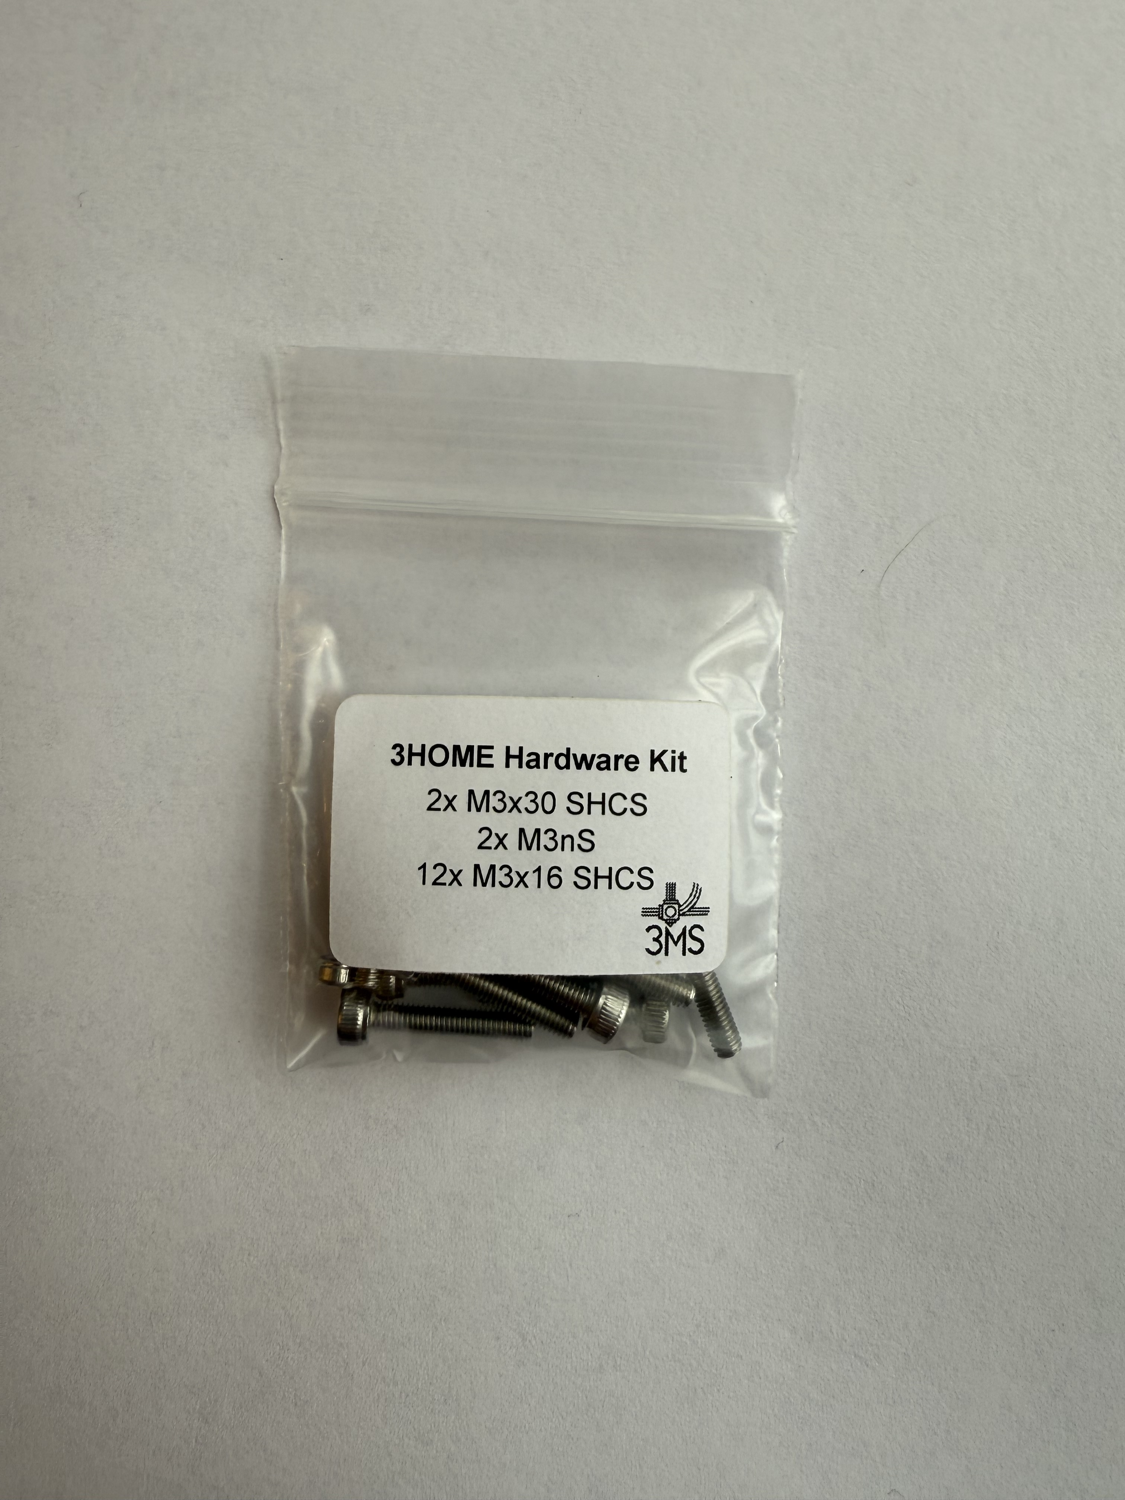 3HOME Hardware Kit
2x M3x30 SHCS
2x M3nS
12x M3x16 SHCS
3MS